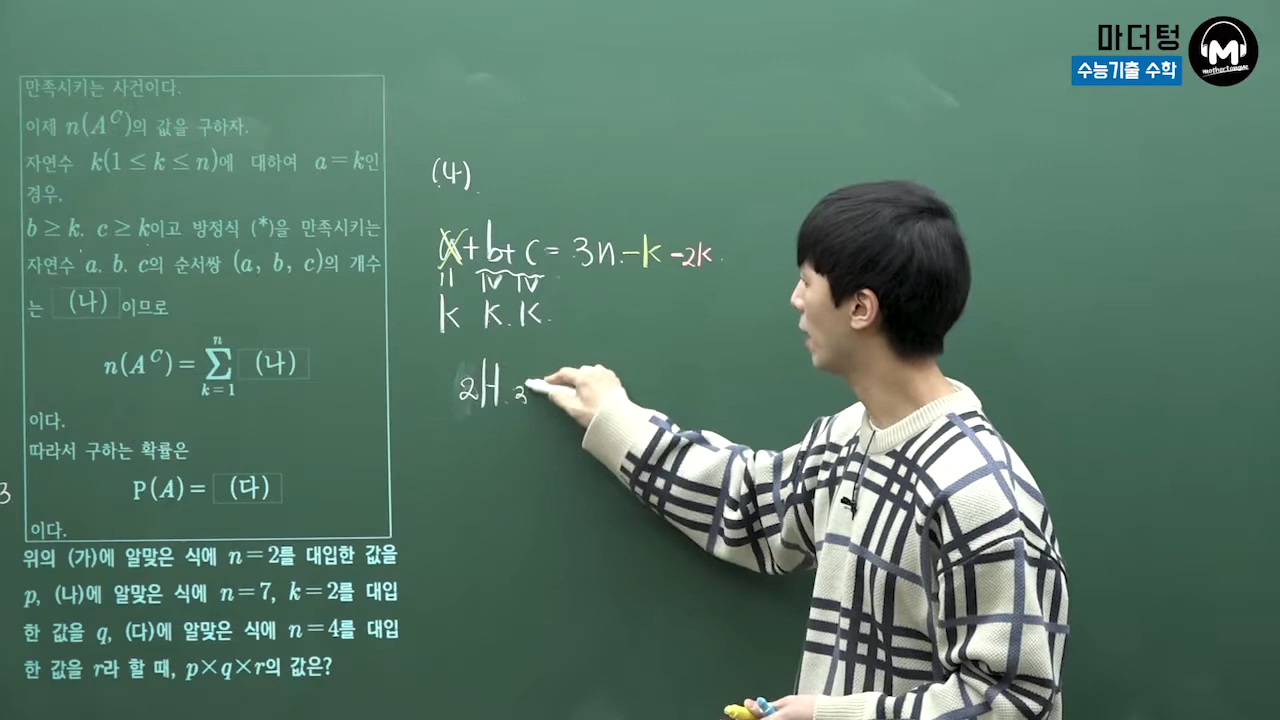 마더텅
수능기출 수학
M
mothertongue
만족시키는 사건이다.
이제 n(A^C)의 값을 구하자.
자연수 k(1≤k≤n)에 대하여 a=k인
경우,
b≥k, c≥k이고 방정식 (*)을 만족시키는
자연수 a, b, c의 순서쌍 (a, b, c)의 개수
는 (나) 이므로
n(A^C) = ∑_{k=1}^{n} (나)
이다.
따라서 구하는 확률은
P(A) = (다)
이다.
위의 (가)에 알맞은 식에 n=2를 대입한 값을
p, (나)에 알맞은 식에 n=7, k=2를 대입
한 값을 q, (다)에 알맞은 식에 n=4를 대입
한 값을 r라 할 때, p×q×r의 값은?
3
(4)
a+b+c=3n-k-2k
k k k
2H3